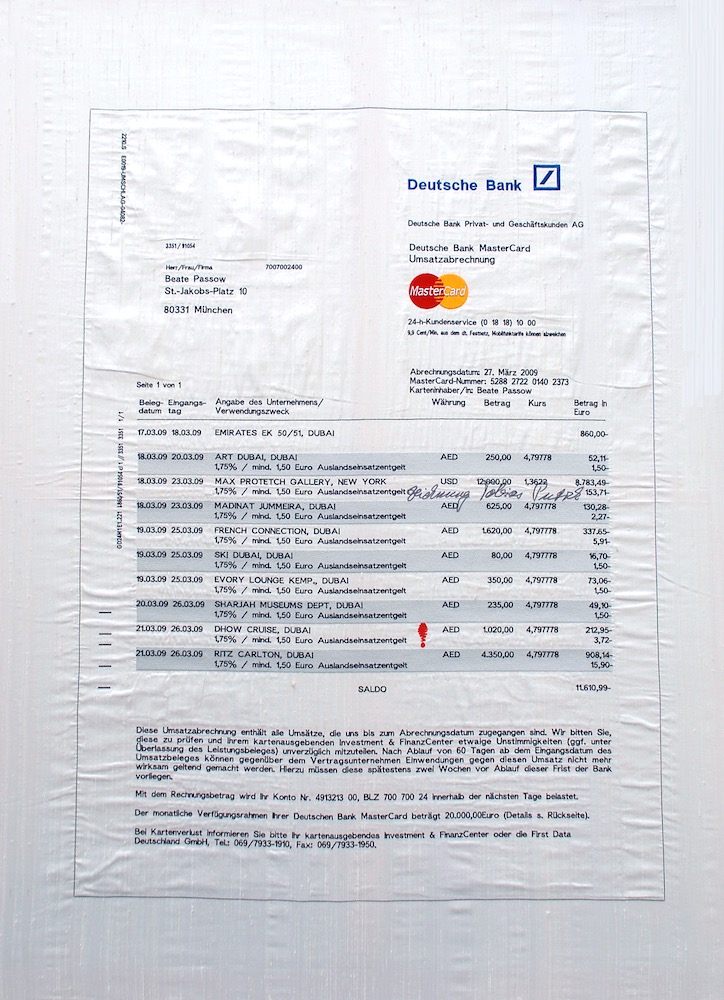 Deutsche Bank
Deutsche Bank Privat- und Geschäftskunden AG
3351/ 91054
Herr/Frau/Firma 7007002400
Beate Passow
St.-Jakobs-Platz 10
80331 München
Deutsche Bank MasterCard
Umsatzabrechnung
MasterCard
24-h-Kundenservice (0 18 18) 10 00
9,9 Cent/Min. aus dem dt. Festnetz, Mobilfunktarife können abweichen
Abrechnungsdatum: 27. März 2009
MasterCard-Nummer: 5288 2722 0140 2373
Karteninhaber/in: Beate Passow
Seite 1 von 1
Beleg- Eingangs- Angabe des Unternehmens/ Währung Betrag Kurs Betrag in
datum tag Verwendungszweck Euro
17.03.09 18.03.09 EMIRATES EK 50/51, DUBAI 860,00-
18.03.09 20.03.09 ART DUBAI, DUBAI AED 250,00 4,79778 52,11-
1,75% / mind. 1,50 Euro Auslandseinsatzentgelt 1,50-
18.03.09 23.03.09 MAX PROTETCH GALLERY, NEW YORK USD 12.000,00 1,3622 8.783,49-
1,75% / mind. 1,50 Euro Auslandseinsatzentgelt 153,71-
18.03.09 23.03.09 MADINAT JUMMEIRA, DUBAI AED 625,00 4,797778 130,28-
1,75% / mind. 1,50 Euro Auslandseinsatzentgelt 2,27-
19.03.09 25.03.09 FRENCH CONNECTION, DUBAI AED 1.620,00 4,797778 337.65-
1,75% / mind. 1,50 Euro Auslandseinsatzentgelt 5,91-
19.03.09 25.03.09 SKI DUBAI, DUBAI AED 80,00 4,797778 16,70-
1,75% / mind. 1,50 Euro Auslandseinsatzentgelt 1,50-
19.03.09 25.03.09 EVORY LOUNGE KEMP., DUBAI AED 350,00 4,797778 73,06-
1,75% / mind. 1,50 Euro Auslandseinsatzentgelt 1,50-
20.03.09 26.03.09 SHARJAH MUSEUMS DEPT, DUBAI AED 235,00 4,797778 49,10-
1,75% / mind. 1,50 Euro Auslandseinsatzentgelt 1,50-
21.03.09 26.03.09 DHOW CRUISE, DUBAI AED 1.020,00 4,797778 212,95-
1,75% / mind. 1,50 Euro Auslandseinsatzentgelt 3,72-
21.03.09 26.03.09 RITZ CARLTON, DUBAI AED 4.350,00 4,797778 908,14-
1,75% / mind. 1,50 Euro Auslandseinsatzentgelt 15,90-
SALDO 11.610,99-
Diese Umsatzabrechnung enthält alle Umsätze, die uns bis zum Abrechnungsdatum zugegangen sind. Wir bitten Sie,
diese zu prüfen und Ihrem kartenausgebenden Investment & FinanzCenter etwaige Unstimmigkeiten (ggf. unter
Überlassung des Leistungsbeleges) unverzüglich mitzuteilen. Nach Ablauf von 60 Tagen ab dem Eingangsdatum des
Umsatzbeleges können gegenüber dem Vertragsunternehmen Einwendungen gegen diesen Umsatz nicht mehr
wirksam geltend gemacht werden. Hierzu müssen diese spätestens zwei Wochen vor Ablauf dieser Frist der Bank
vorliegen.
Mit dem Rechnungsbetrag wird Ihr Konto Nr. 4913213 00, BLZ 700 700 24 innerhalb der nächsten Tage belastet.
Der monatliche Verfügungsrahmen Ihrer Deutschen Bank MasterCard beträgt 20.000,00Euro (Details s. Rückseite).
Bei Kartenverlust informieren Sie bitte Ihr kartenausgebendes Investment & FinanzCenter oder die First Data
Deutschland GmbH, Tel.: 069/7933-1910, Fax: 069/7933-1950.